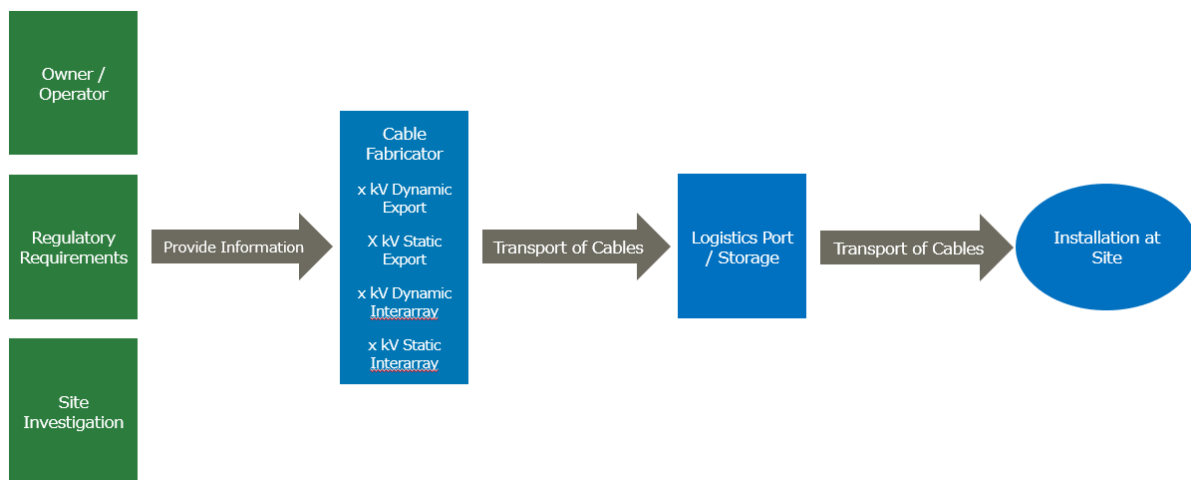 Owner /
Operator
Regulatory
Requirements
Site
Investigation
Provide Information
Cable
Fabricator
x kV Dynamic
Export
X kV Static
Export
x kV Dynamic
Interarray
x kV Static
Interarray
Transport of Cables
Logistics Port
/ Storage
Transport of Cables
Installation at
Site